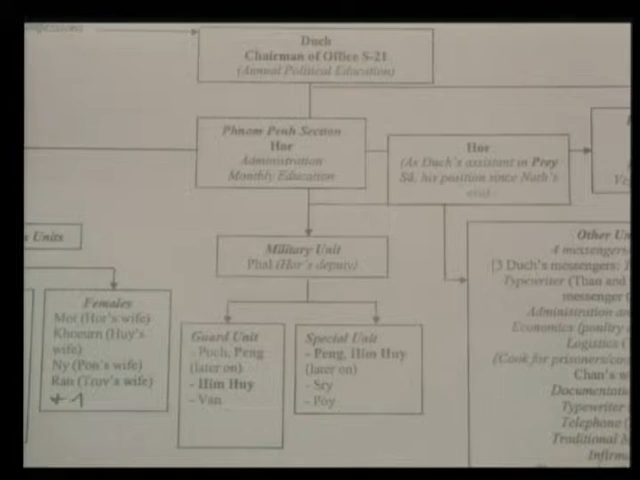 Duch
Chairman of Office S-21
(Annual Political Education)
Phnom Penh Section
Hor
Administration
Monthly Education
Hor
(As Duch's assistant in Prey
Sâ, his position since Nath's
era)
Units
Military Unit
Phal (Hor's deputy)
Females
Mot (Hor's wife)
Khoeurn (Huy's
wife)
Ny (Pon's wife)
Ran (Troy's wife)
+ 1
Guard Unit
- Poch, Peng
(later on)
- Him Huy
- Van
Special Unit
- Peng, Him Huy
(later on)
- Sry
- Poy
Other
4 messengers
[3 Duch's messengers:
Typewriter (Than and
messenger
Administration
Economics (poultry
Logistics
(Cook for prisoners
Chan's
Typewriter
Telephone
Traditional